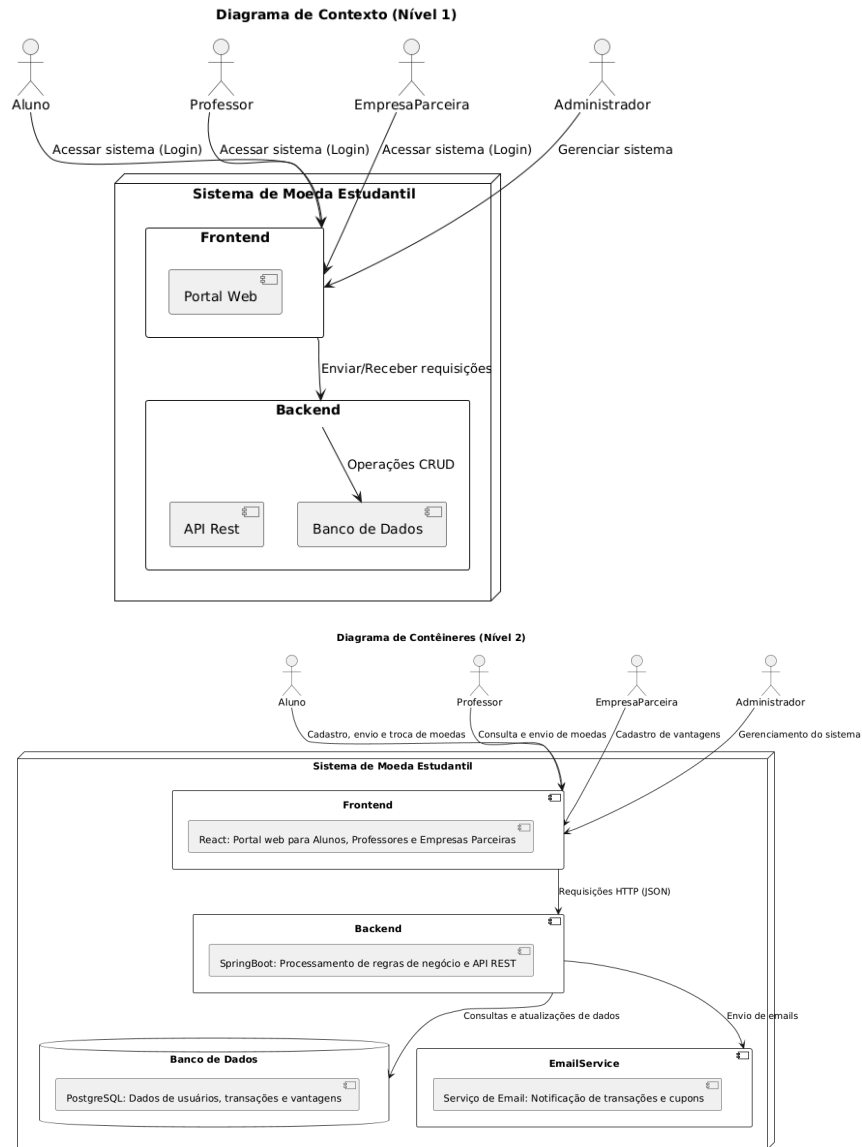 Diagrama de Contexto (Nível 1)
Aluno
Professor
EmpresaParceira
Administrador
Acessar sistema (Login)
Acessar sistema (Login)
Acessar sistema (Login)
Gerenciar sistema
Sistema de Moeda Estudantil
Frontend
Portal Web
Enviar/Receber requisições
Backend
Operações CRUD
API Rest
Banco de Dados
Diagrama de Contêineres (Nível 2)
Aluno
Professor
EmpresaParceira
Administrador
Cadastro, envio e troca de moedas
Consulta e envio de moedas
Cadastro de vantagens
Gerenciamento do sistema
Sistema de Moeda Estudantil
Frontend
React: Portal web para Alunos, Professores e Empresas Parceiras
Requisições HTTP (JSON)
Backend
SpringBoot: Processamento de regras de negócio e API REST
Consultas e atualizações de dados
Envio de emails
Banco de Dados
PostgreSQL: Dados de usuários, transações e vantagens
EmailService
Serviço de Email: Notificação de transações e cupons